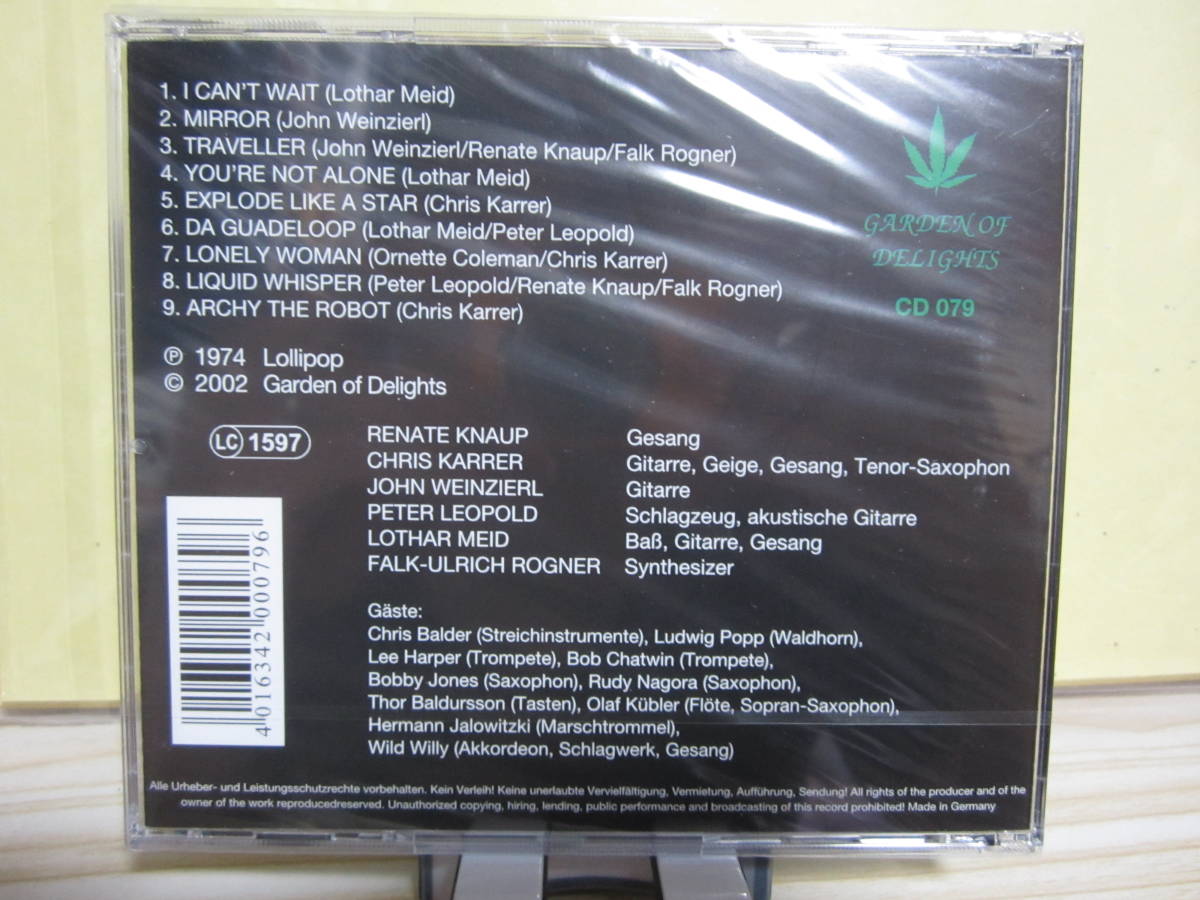 1. I CAN'T WAIT (Lothar Meid)
2. MIRROR (John Weinzierl)
3. TRAVELLER (John Weinzierl/Renate Knaup/Falk Rogner)
4. YOU'RE NOT ALONE (Lothar Meid)
5. EXPLODE LIKE A STAR (Chris Karrer)
6. DA GUADELOOP (Lothar Meid/Peter Leopold)
7. LONELY WOMAN (Ornette Coleman/Chris Karrer)
8. LIQUID WHISPER (Peter Leopold/Renate Knaup/Falk Rogner)
9. ARCHY THE ROBOT (Chris Karrer)
GARDEN OF
DELIGHTS
CD 079
℗ 1974 Lollipop
© 2002 Garden of Delights
LC 1597
RENATE KNAUP Gesang
CHRIS KARRER Gitarre, Geige, Gesang, Tenor-Saxophon
JOHN WEINZIERL Gitarre
PETER LEOPOLD Schlagzeug, akustische Gitarre
LOTHAR MEID Baß, Gitarre, Gesang
FALK-ULRICH ROGNER Synthesizer
Gäste:
Chris Balder (Streichinstrumente), Ludwig Popp (Waldhorn),
Lee Harper (Trompete), Bob Chatwin (Trompete),
Bobby Jones (Saxophon), Rudy Nagora (Saxophon),
Thor Baldursson (Tasten), Olaf Kübler (Flöte, Sopran-Saxophon),
Hermann Jalowitzki (Marschtrommel),
Wild Willy (Akkordeon, Schlagwerk, Gesang)
4 016342 000796
Alle Urheber- und Leistungsschutzrechte vorbehalten. Kein Verleih! Keine unerlaubte Vervielfältigung, Vermietung, Aufführung, Sendung! All rights of the producer and of the
owner of the work reproducedreserved. Unauthorized copying, hiring, lending, public performance and broadcasting of this record prohibited! Made in Germany